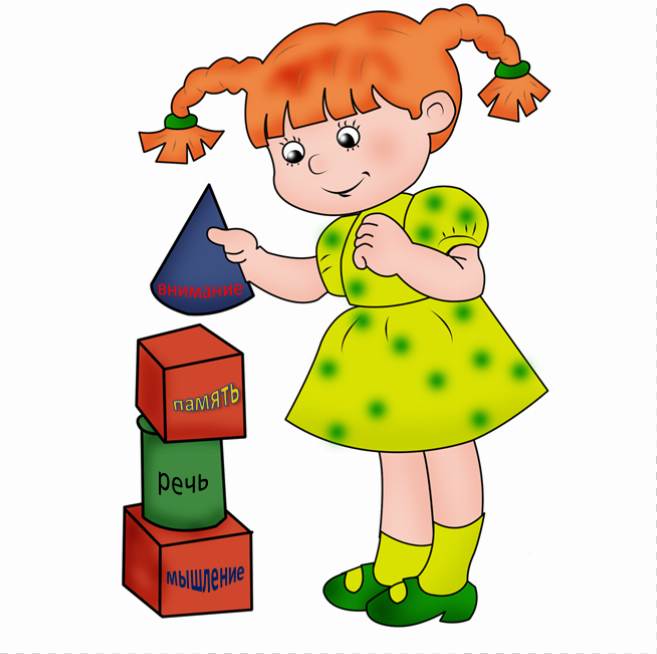 внимание
память
речь
мышление